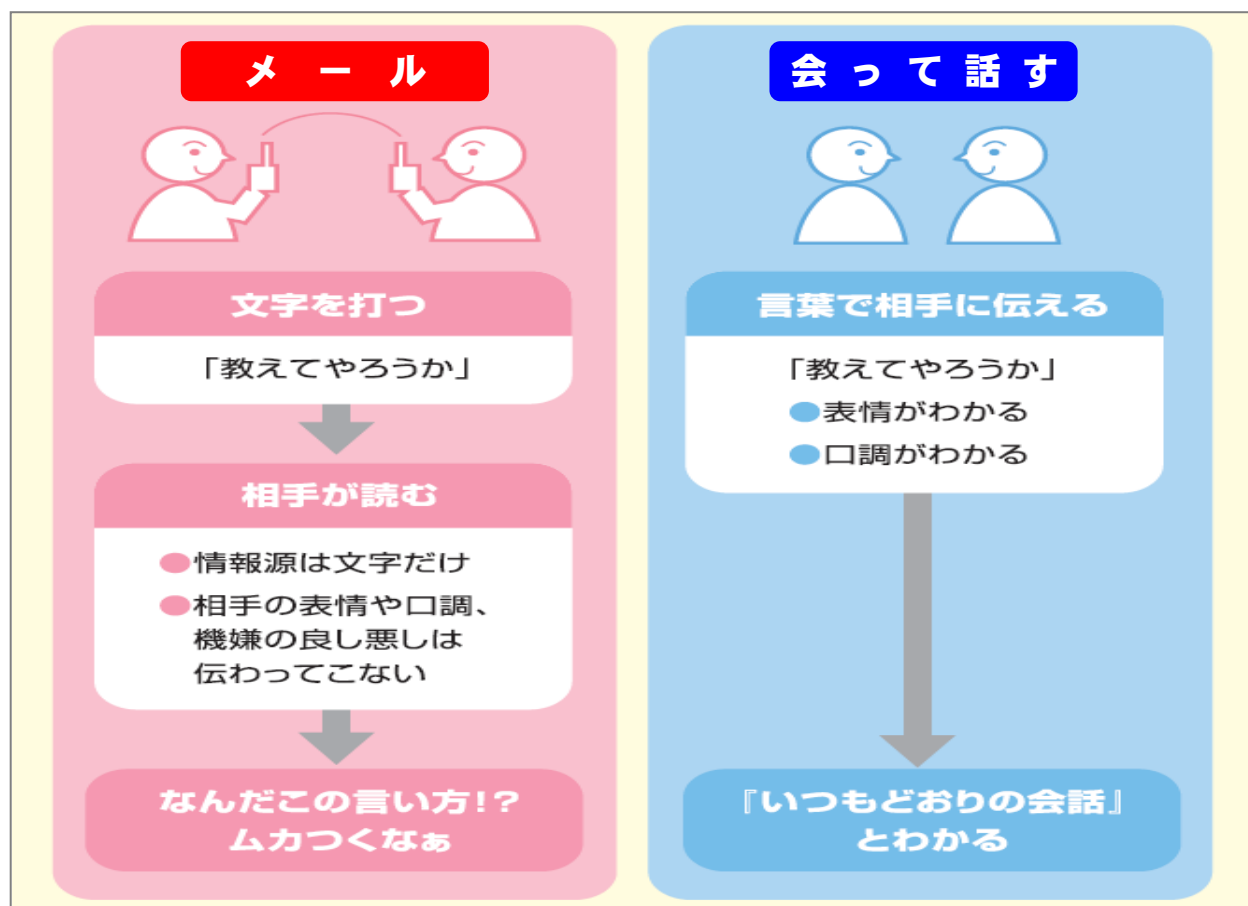 メール
文字を打つ
「教えてやろうか」
相手が読む
●情報源は文字だけ
●相手の表情や口調、
機嫌の良し悪しは
伝わってこない
なんだこの言い方!?
ムカつくなぁ
会って話す
言葉で相手に伝える
「教えてやろうか」
●表情がわかる
●口調がわかる
『いつもどおりの会話』
とわかる